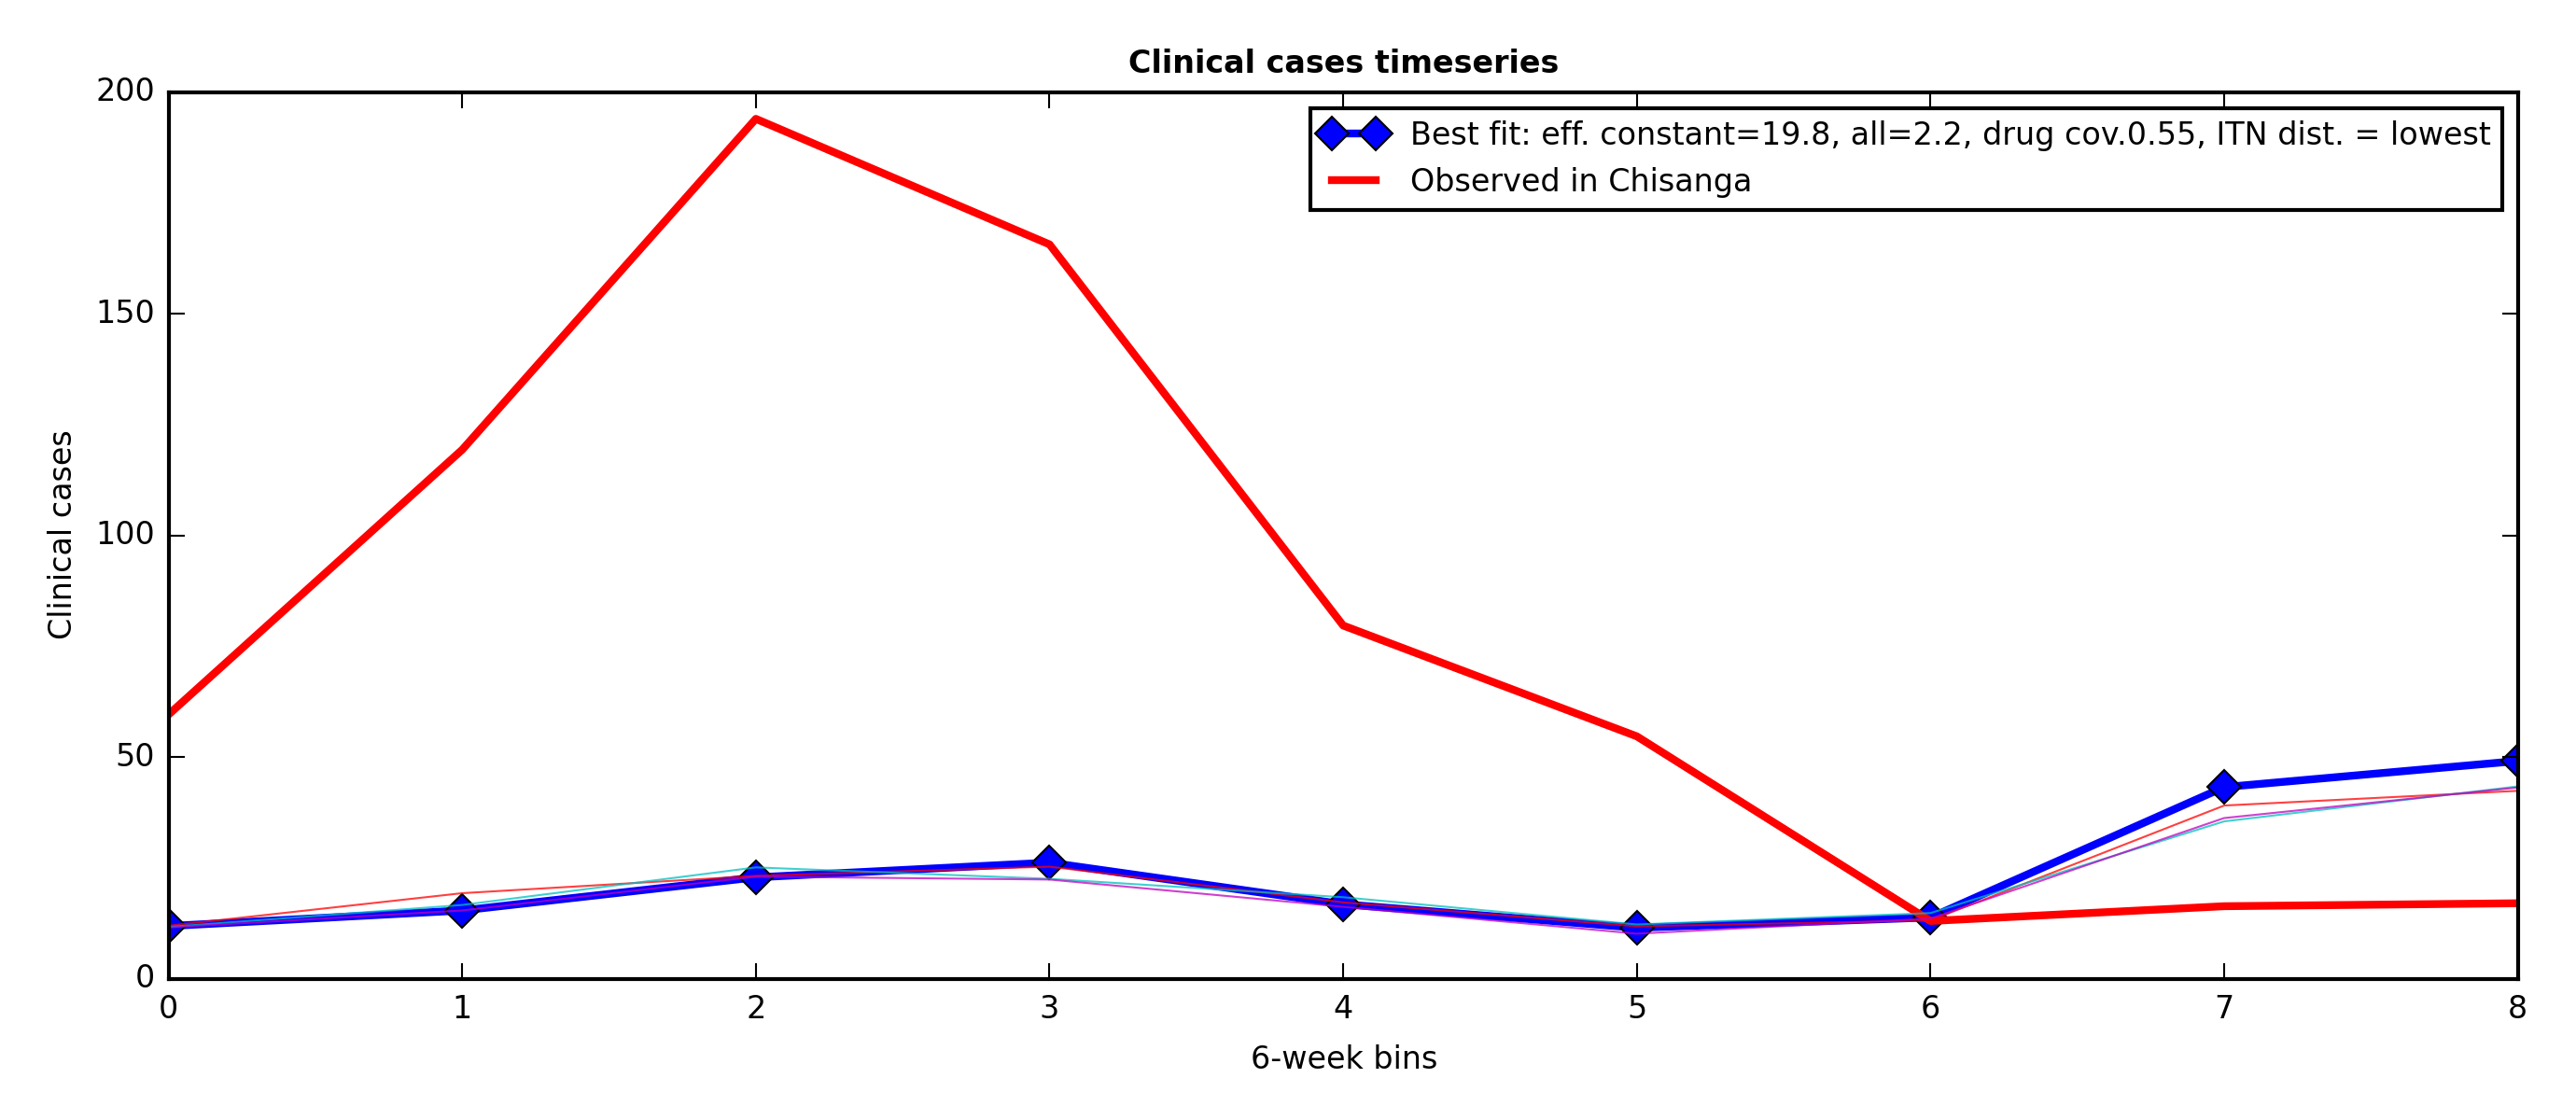 Clinical cases timeseries
Best fit: eff. constant=19.8, all=2.2, drug cov.0.55, ITN dist. = lowest
Observed in Chisanga
Clinical cases
200
150
100
50
0
0 1 2 3 4 5 6 7 8
6-week bins